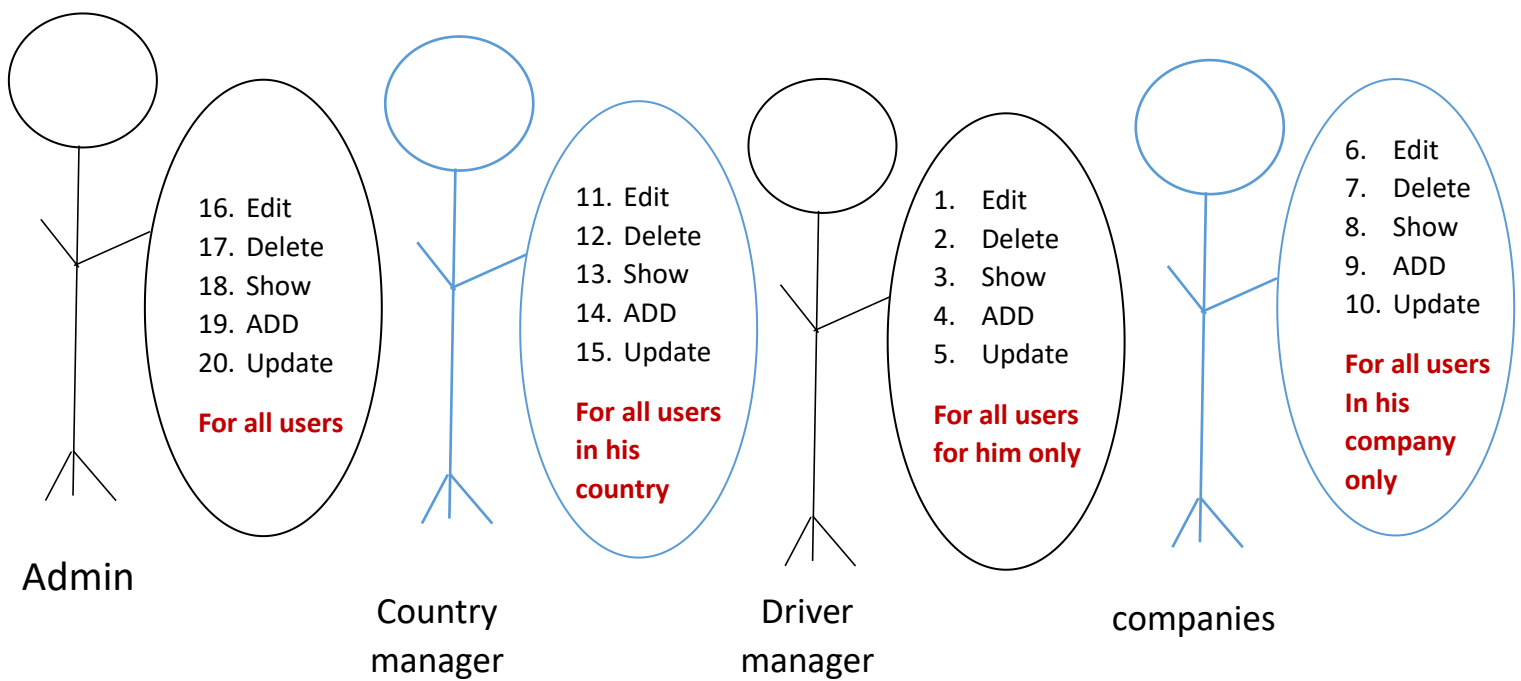 16. Edit
17. Delete
18. Show
19. ADD
20. Update
For all users
Admin
11. Edit
12. Delete
13. Show
14. ADD
15. Update
For all users
in his
country
Country
manager
1. Edit
2. Delete
3. Show
4. ADD
5. Update
For all users
for him only
Driver
manager
6. Edit
7. Delete
8. Show
9. ADD
10. Update
For all users
In his
company
only
companies